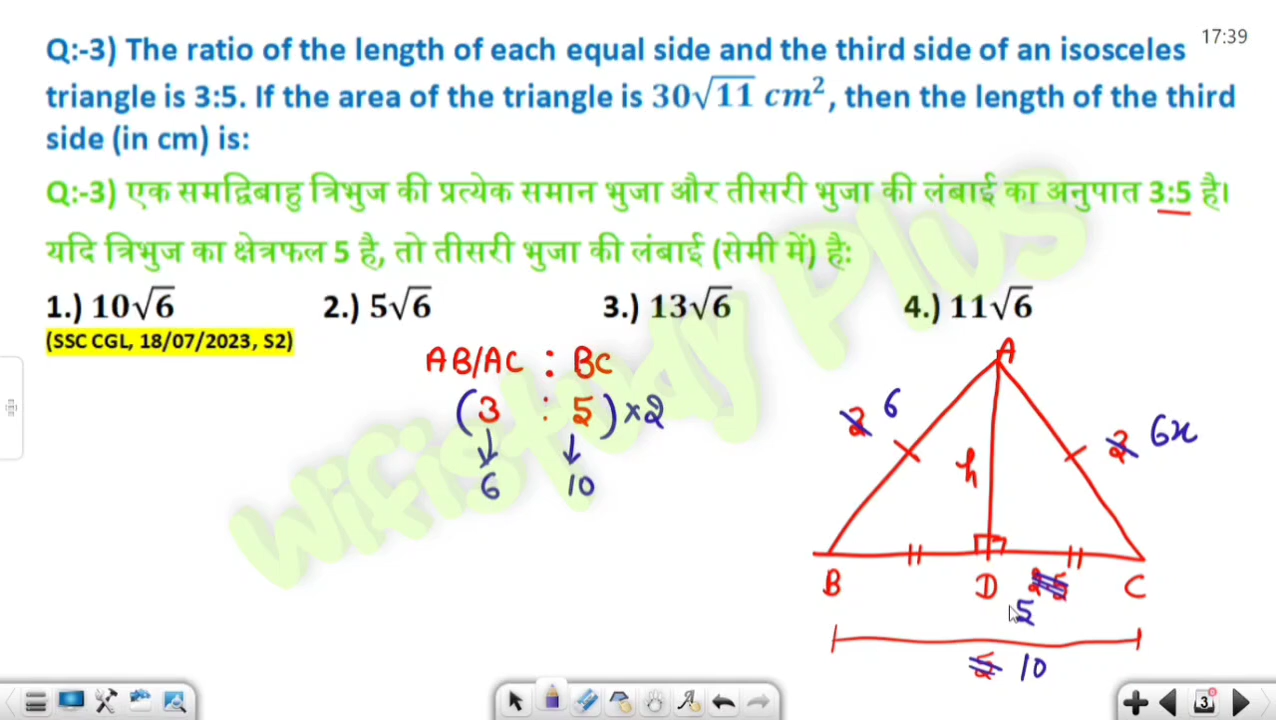 17:39
Q:-3) The ratio of the length of each equal side and the third side of an isosceles
triangle is 3:5. If the area of the triangle is 30√11 cm², then the length of the third
side (in cm) is:
Q:-3) एक समद्विबाहु त्रिभुज की प्रत्येक समान भुजा और तीसरी भुजा की लंबाई का अनुपात 3:5 है।
यदि त्रिभुज का क्षेत्रफल 5 है, तो तीसरी भुजा की लंबाई (सेमी में) है:
1.) 10√6 2.) 5√6 3.) 13√6 4.) 11√6
(SSC CGL, 18/07/2023, S2)
AB/AC : BC
(3 : 5) ×2
6 10
A
6
6x
h
B D C
5
10
wifistudy Plus
3